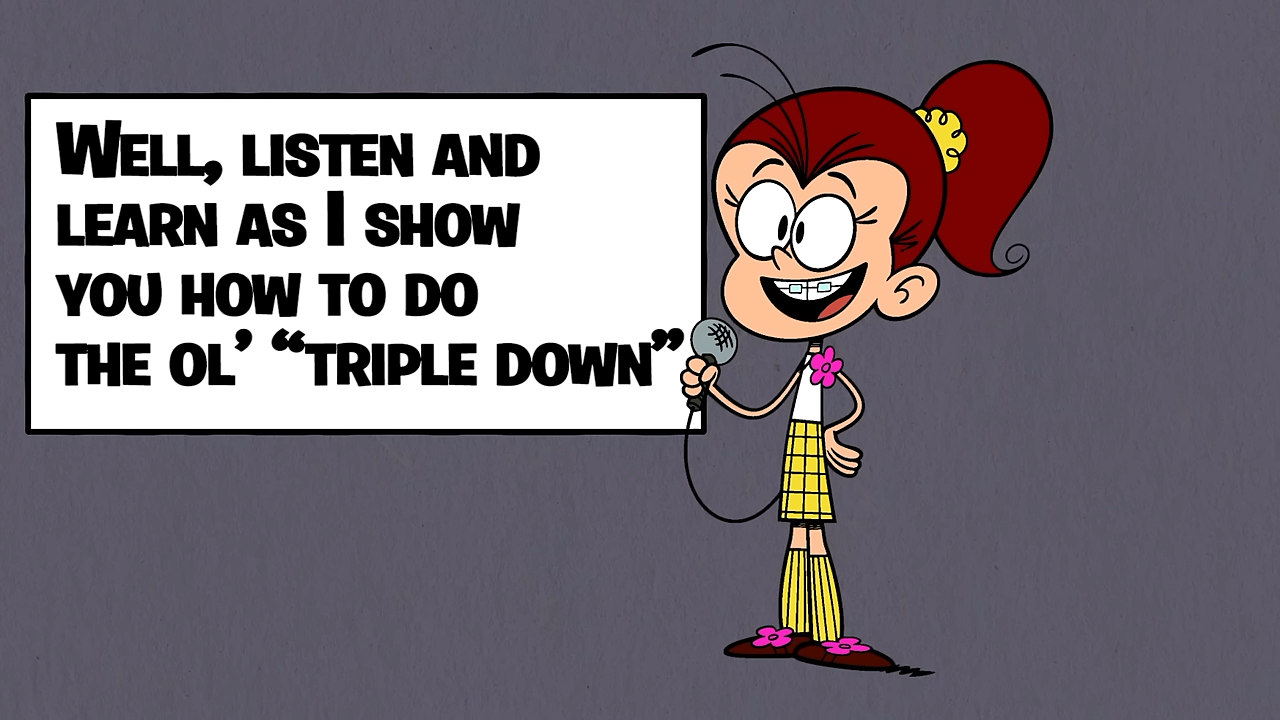 Well, listen and
learn as I show
you how to do
the ol’ “triple down”